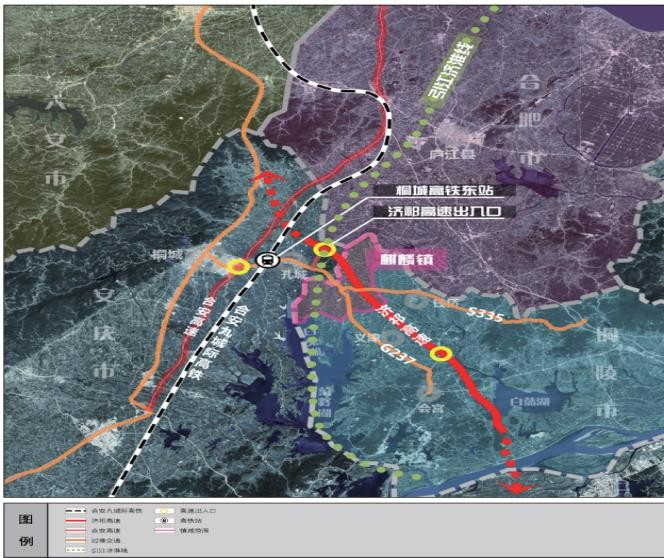 六安市
合肥市
引江济淮线
庐江县
桐城高铁东站
济祁高速出入口
桐城
孔城
麒麟镇
安庆市
合安高速
合安九城际高铁
济祁高速
S335
义津
G237
铜陵市
会宫
白荡湖
图例
合安九城际高铁
济祁高速
合安高速
过境交通
引江济淮线
高速出入口
高铁站
镇域范围